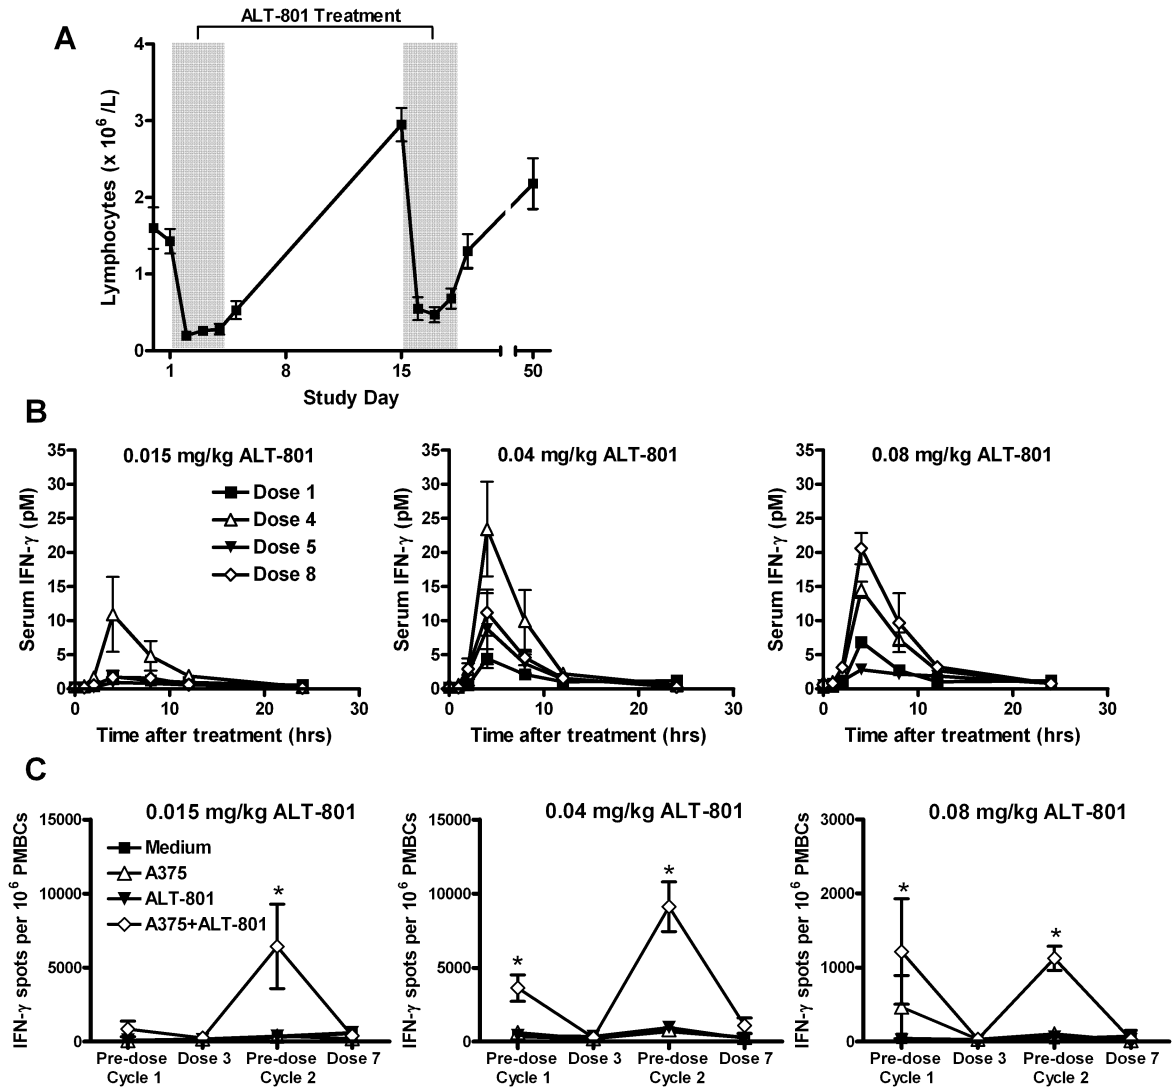 A
ALT-801 Treatment
Lymphocytes (x 10⁶ /L)
4
3
2
1
0
1 8 15 50
Study Day
B
0.015 mg/kg ALT-801
Serum IFN-γ (pM)
35
30
25
20
15
10
5
0
Dose 1
Dose 4
Dose 5
Dose 8
0 10 20 30
Time after treatment (hrs)
0.04 mg/kg ALT-801
Serum IFN-γ (pM)
35
30
25
20
15
10
5
0
0 10 20 30
Time after treatment (hrs)
0.08 mg/kg ALT-801
Serum IFN-γ (pM)
35
30
25
20
15
10
5
0
0 10 20 30
Time after treatment (hrs)
C
0.015 mg/kg ALT-801
IFN-γ spots per 10⁶ PMBCs
15000
10000
5000
0
Medium
A375
ALT-801
A375+ALT-801
*
Pre-dose Dose 3 Pre-dose Dose 7
Cycle 1 Cycle 2
0.04 mg/kg ALT-801
IFN-γ spots per 10⁶ PMBCs
15000
10000
5000
0
*
*
Pre-dose Dose 3 Pre-dose Dose 7
Cycle 1 Cycle 2
0.08 mg/kg ALT-801
IFN-γ spots per 10⁶ PMBCs
3000
2000
1000
0
*
*
Pre-dose Dose 3 Pre-dose Dose 7
Cycle 1 Cycle 2